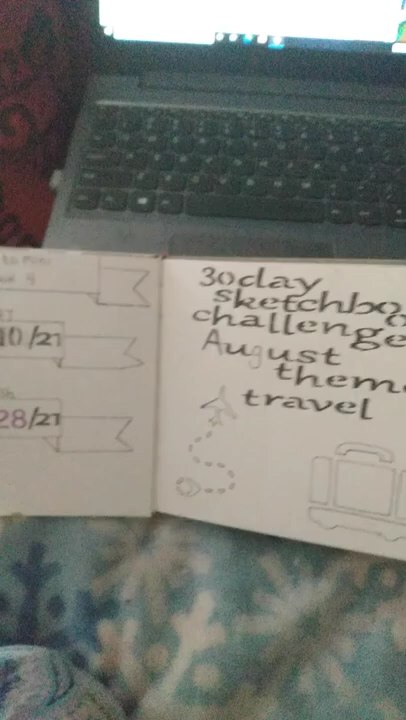 10/21
28/21
30day
sketchbo
challenge
August
theme
travel